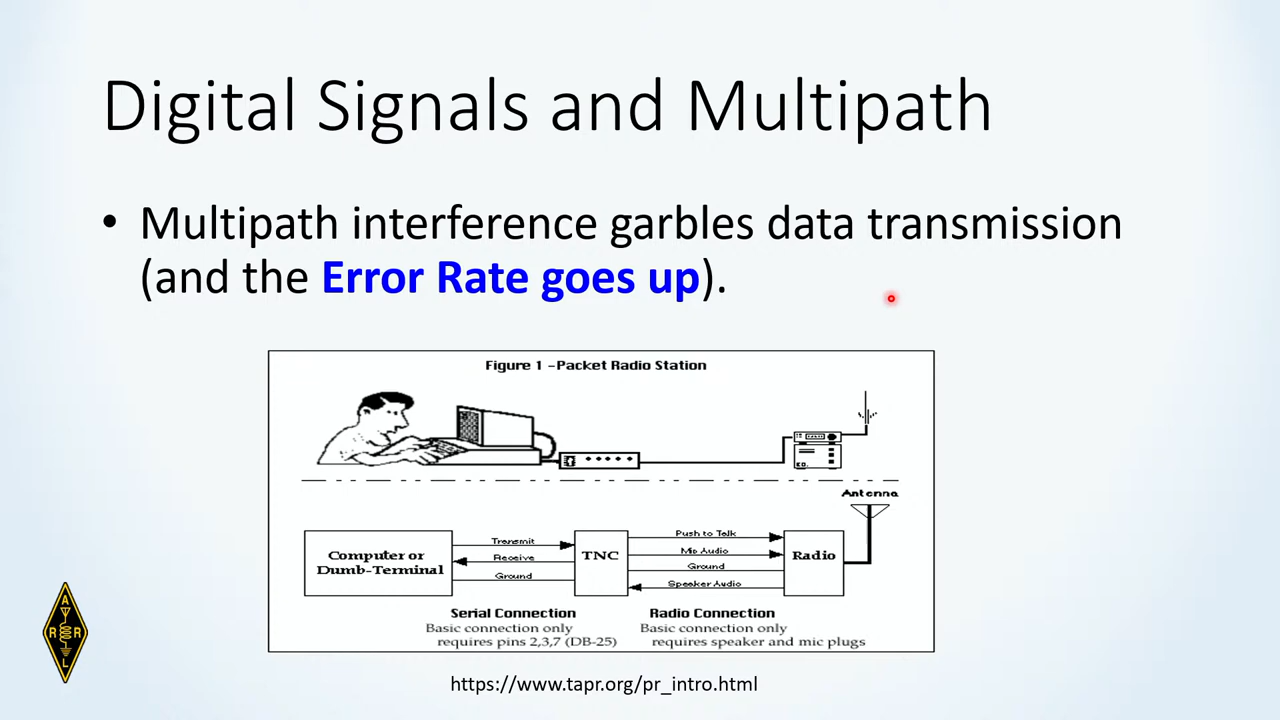 Digital Signals and Multipath
• Multipath interference garbles data transmission
(and the Error Rate goes up).
Figure 1 -Packet Radio Station
Antenna
Computer or
Dumb-Terminal
Transmit
Receive
Ground
TNC
Push to Talk
Mic Audio
Ground
Speaker Audio
Radio
Serial Connection
Basic connection only
requires pins 2,3,7 (DB-25)
Radio Connection
Basic connection only
requires speaker and mic plugs
A
R R
L
https://www.tapr.org/pr_intro.html